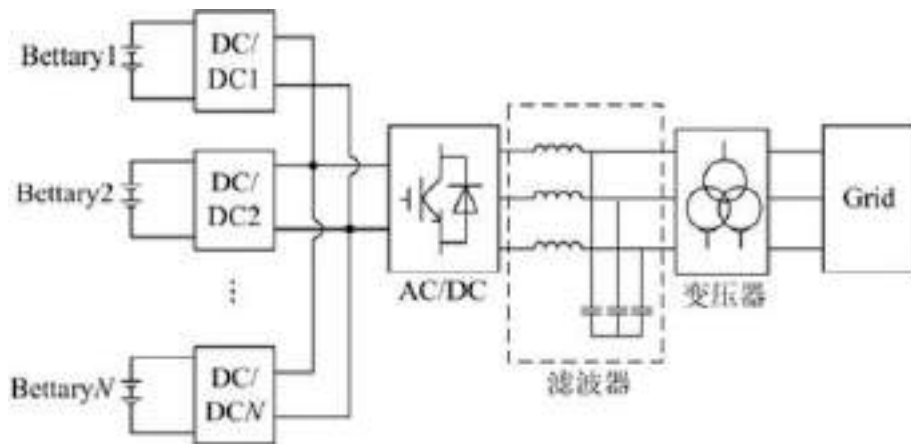 Bettary1
DC/
DC1
Bettary2
DC/
DC2
⋮
BettaryN
DC/
DCN
AC/DC
滤波器
变压器
Grid